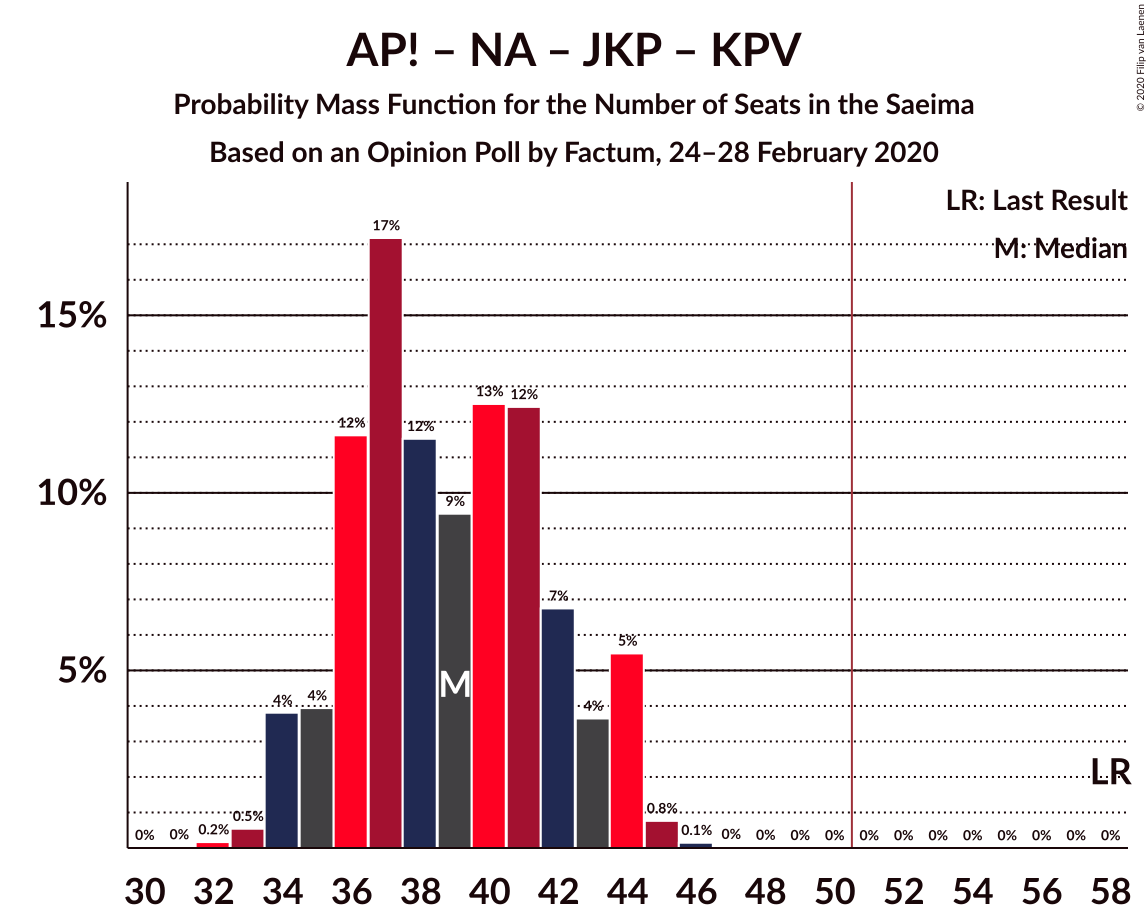 AP! – NA – JKP – KPV
Probability Mass Function for the Number of Seats in the Saeima
Based on an Opinion Poll by Factum, 24–28 February 2020
© 2020 Filip van Laenen
LR: Last Result
M: Median
15%
10%
5%
0% 0% 0.2% 0.5% 4% 4% 12% 17% 12% 9% 13% 12% 7% 4% 5% 0.8% 0.1% 0% 0% 0% 0% 0% 0% 0% 0% 0% 0% 0% 0%
M
LR
30 32 34 36 38 40 42 44 46 48 50 52 54 56 58